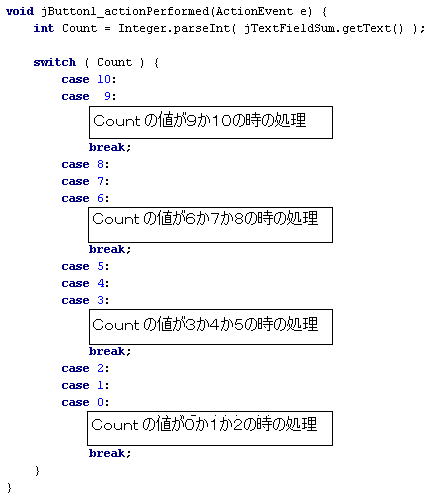 void jButton1_actionPerformed(ActionEvent e) {
int Count = Integer.parseInt( jTextFieldSum.getText() );
switch ( Count ) {
case 10:
case 9:
Count の値が9か10の時の処理
break;
case 8:
case 7:
case 6:
Count の値が6か7か8の時の処理
break;
case 5:
case 4:
case 3:
Count の値が3か4か5の時の処理
break;
case 2:
case 1:
case 0:
Count の値が0か1か2の時の処理
break;
}
}